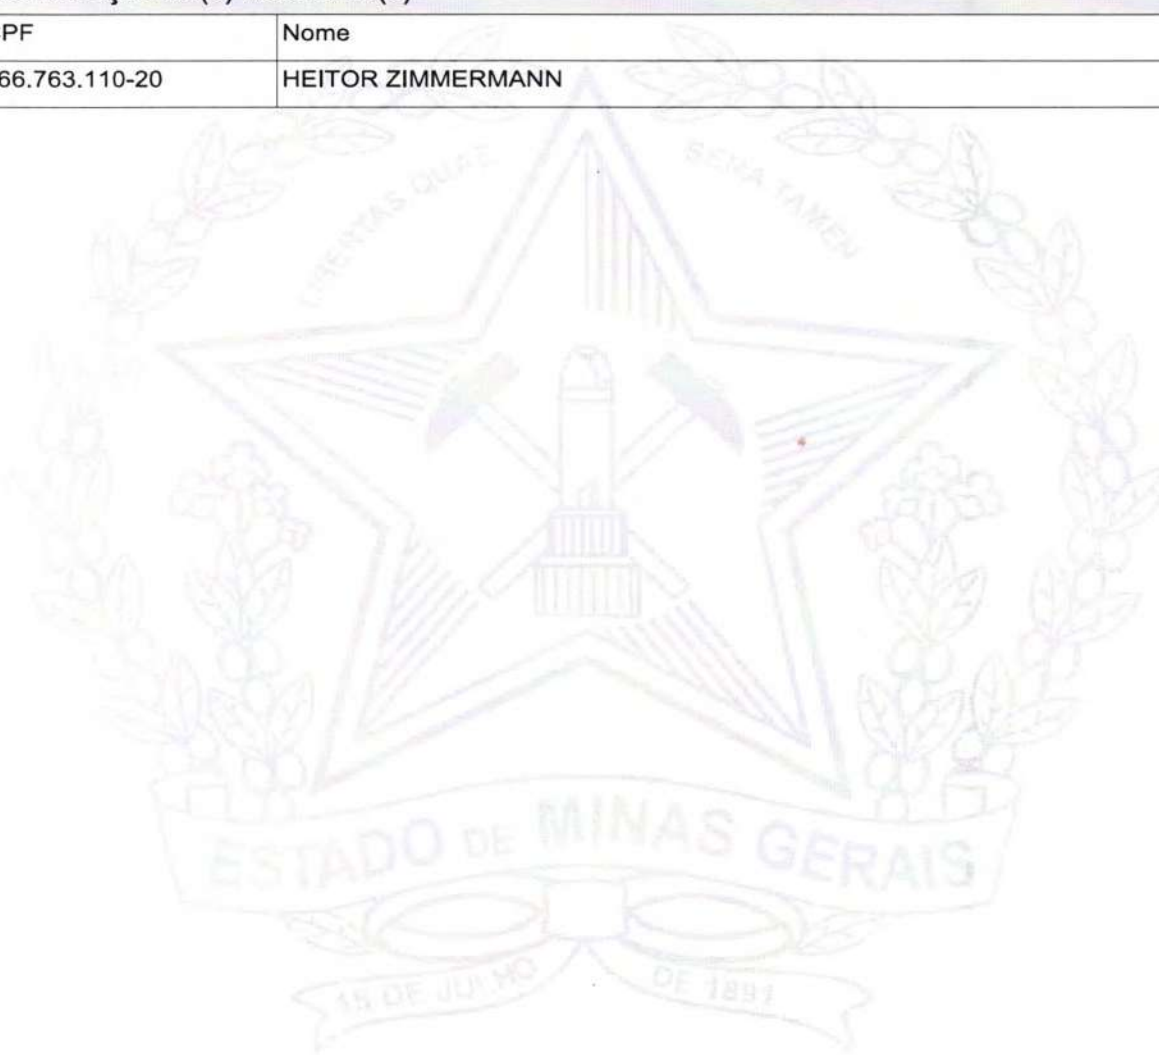 PF Nome
66.763.110-20 HEITOR ZIMMERMANN
LIBERTAS QUAE SERA TAMEN
ESTADO DE MINAS GERAIS
15 DE JULHO DE 1891